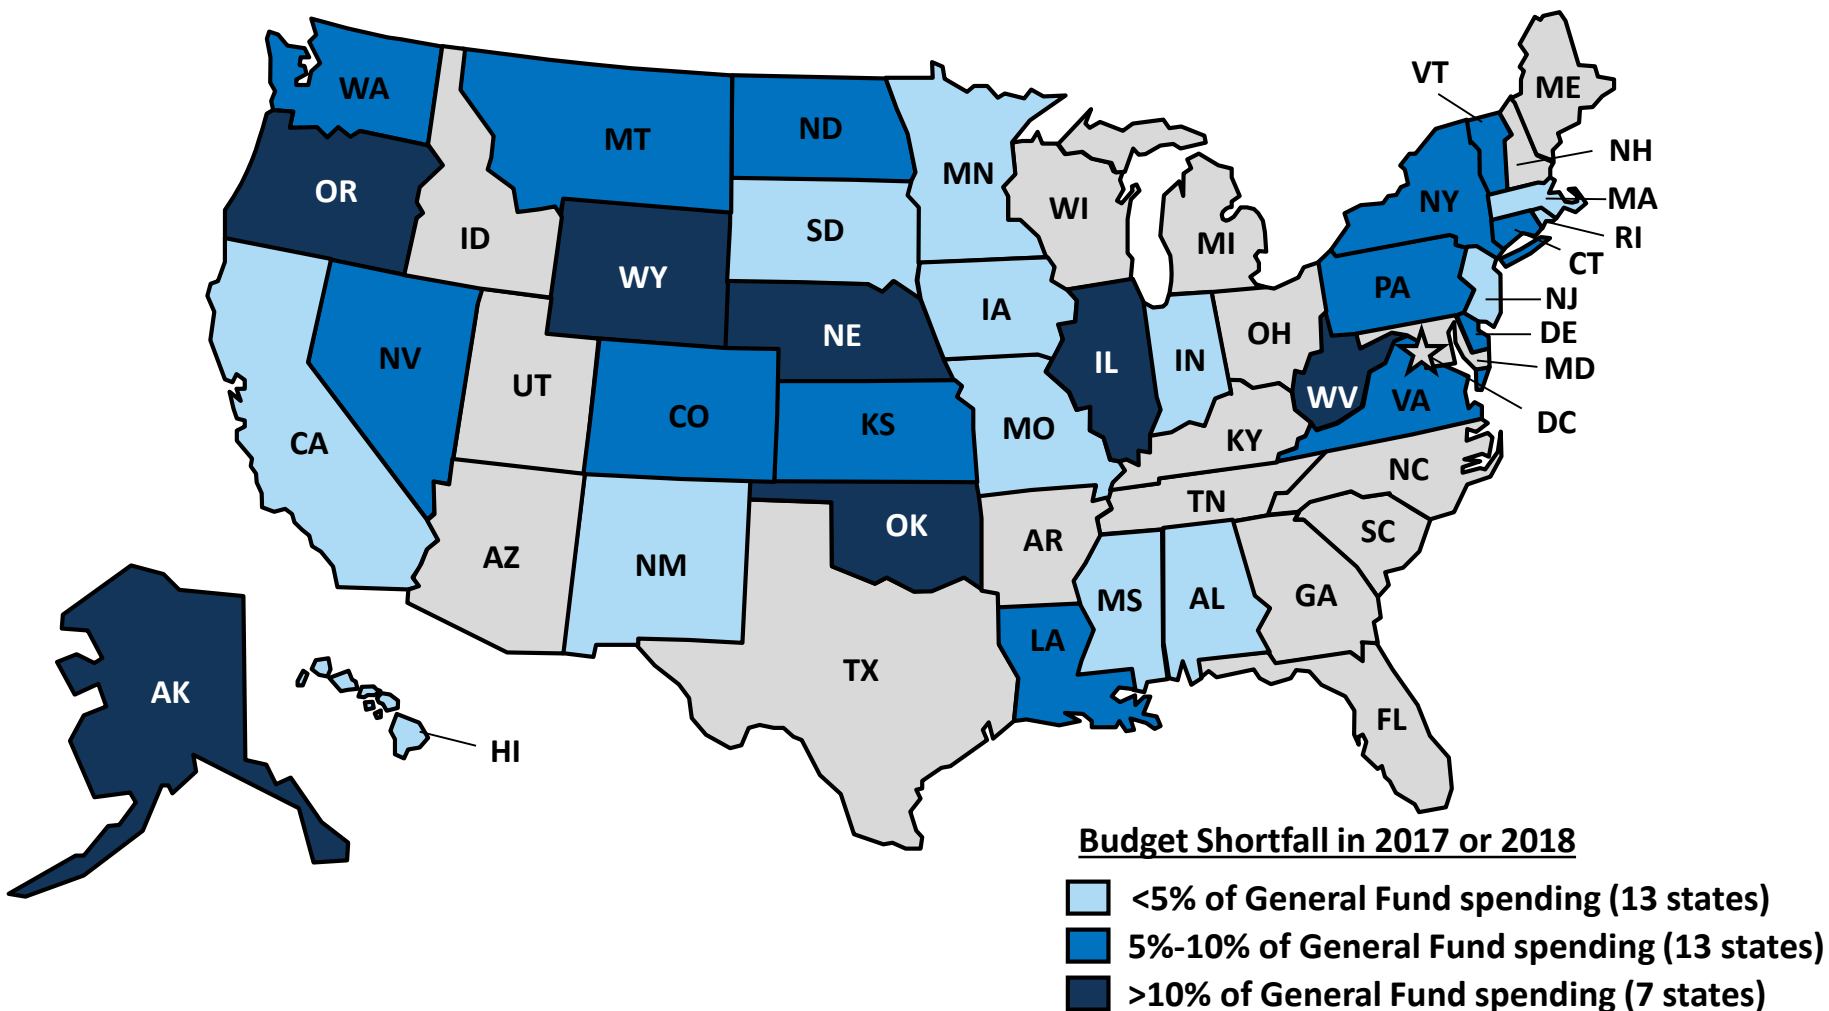 VT
ME
WA
ND
MT
NH
MN
OR
MA
NY
WI
SD
RI
ID
MI
CT
WY
PA
NJ
IA
NE
OH
DE
NV
IN
IL
MD
UT
WV
VA
CO
KS
DC
MO
KY
CA
NC
TN
OK
SC
AR
AZ
NM
GA
MS
AL
LA
TX
AK
FL
HI
Budget Shortfall in 2017 or 2018
<5% of General Fund spending (13 states)
5%-10% of General Fund spending (13 states)
>10% of General Fund spending (7 states)